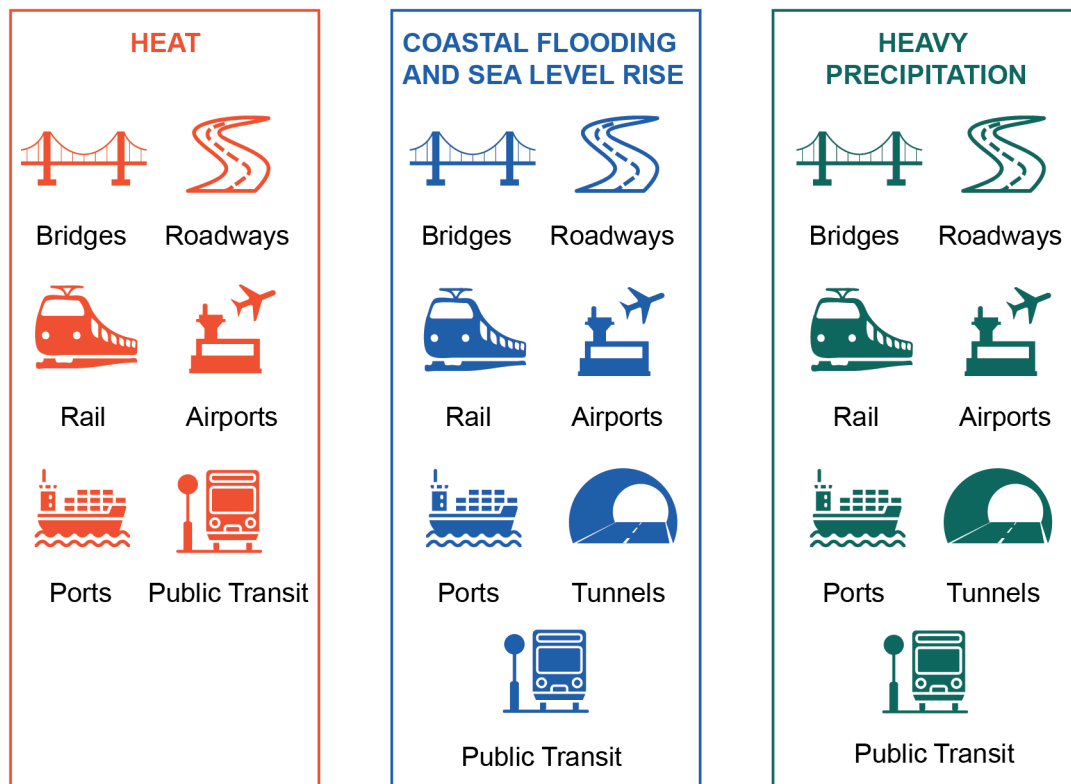 HEAT
Bridges Roadways
Rail Airports
Ports Public Transit
COASTAL FLOODING
AND SEA LEVEL RISE
Bridges Roadways
Rail Airports
Ports Tunnels
Public Transit
HEAVY
PRECIPITATION
Bridges Roadways
Rail Airports
Ports Tunnels
Public Transit